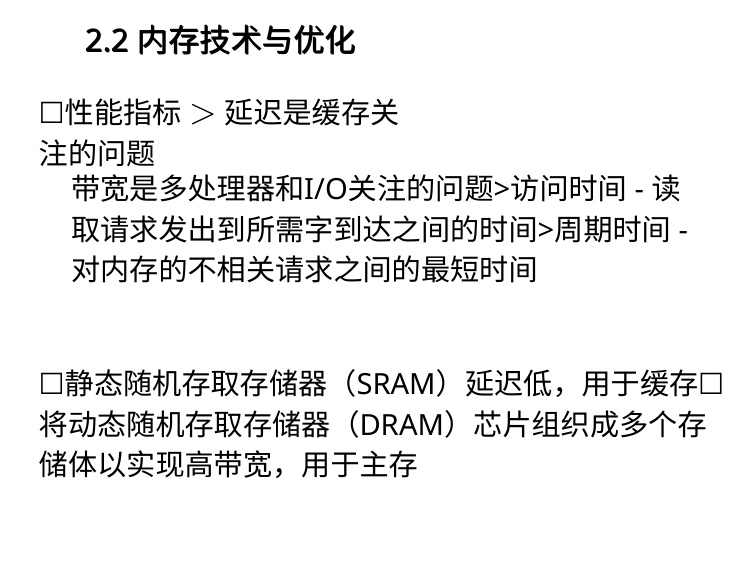 2.2 内存技术与优化
□性能指标 > 延迟是缓存关
注的问题
带宽是多处理器和I/O关注的问题>访问时间 - 读
取请求发出到所需字到达之间的时间>周期时间 -
对内存的不相关请求之间的最短时间
□静态随机存取存储器（SRAM）延迟低，用于缓存□
将动态随机存取存储器（DRAM）芯片组织成多个存
储体以实现高带宽，用于主存